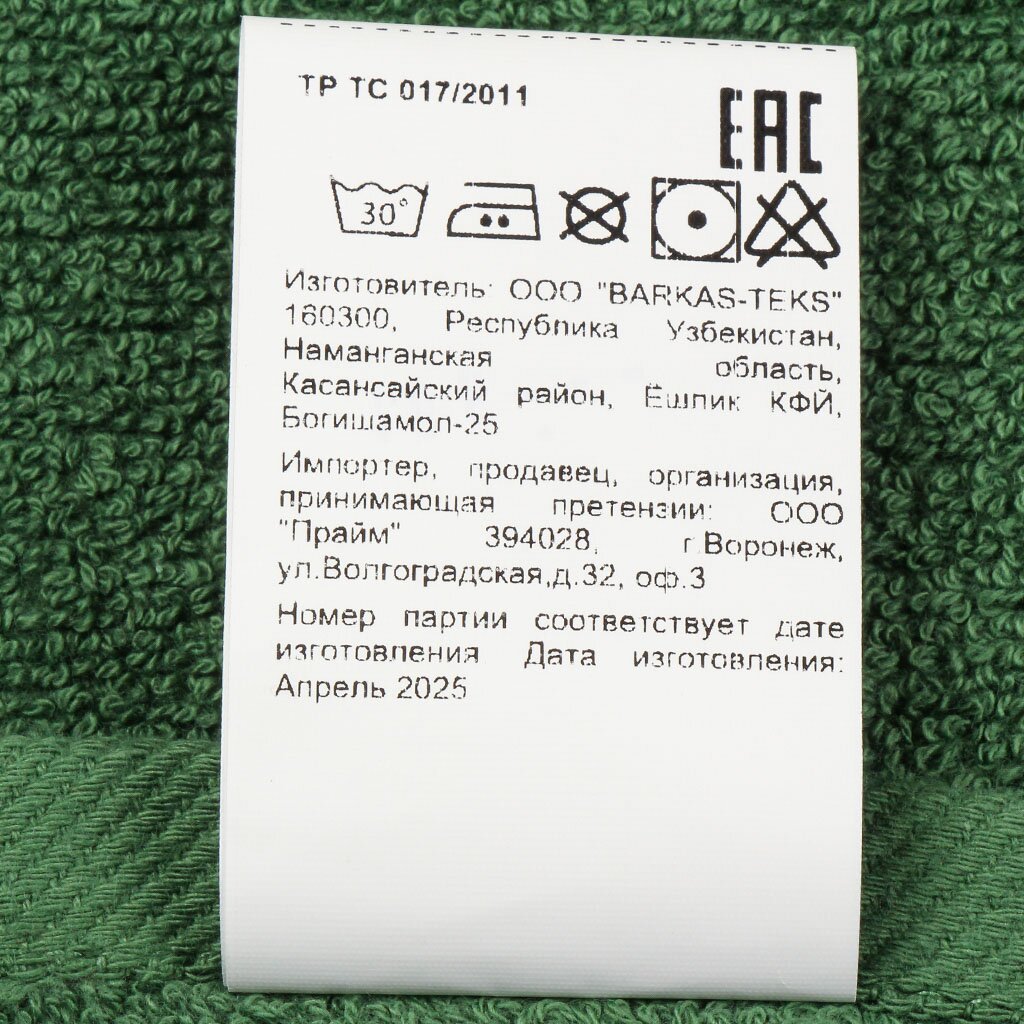 ТР ТС 017/2011
EAC
30°
Изготовитель: ООО "BARKAS-TEKS"
160300, Республика Узбекистан,
Наманганская область,
Касансайский район, Ёшлик КФЙ,
Богишамол-25
Импортер, продавец, организация,
принимающая претензии: ООО
"Прайм" 394028, г.Воронеж,
ул.Волгоградская,д.32, оф.3
Номер партии соответствует дате
изготовления Дата изготовления:
Апрель 2025